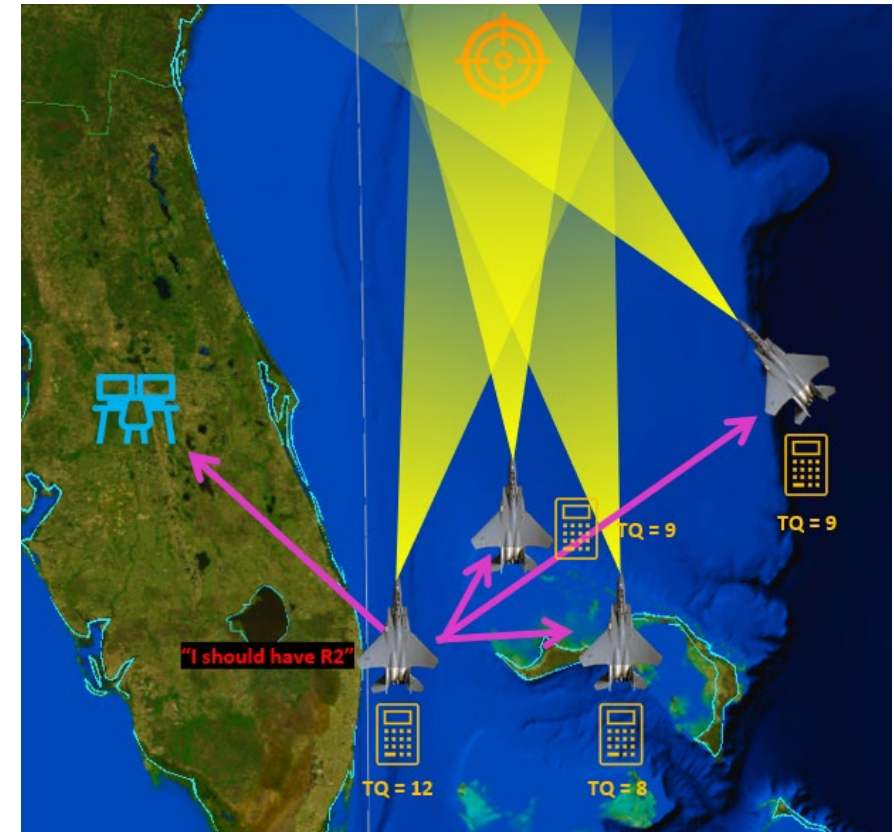 TQ = 9
TQ = 9
"I should have R2"
TQ = 12
TQ = 8